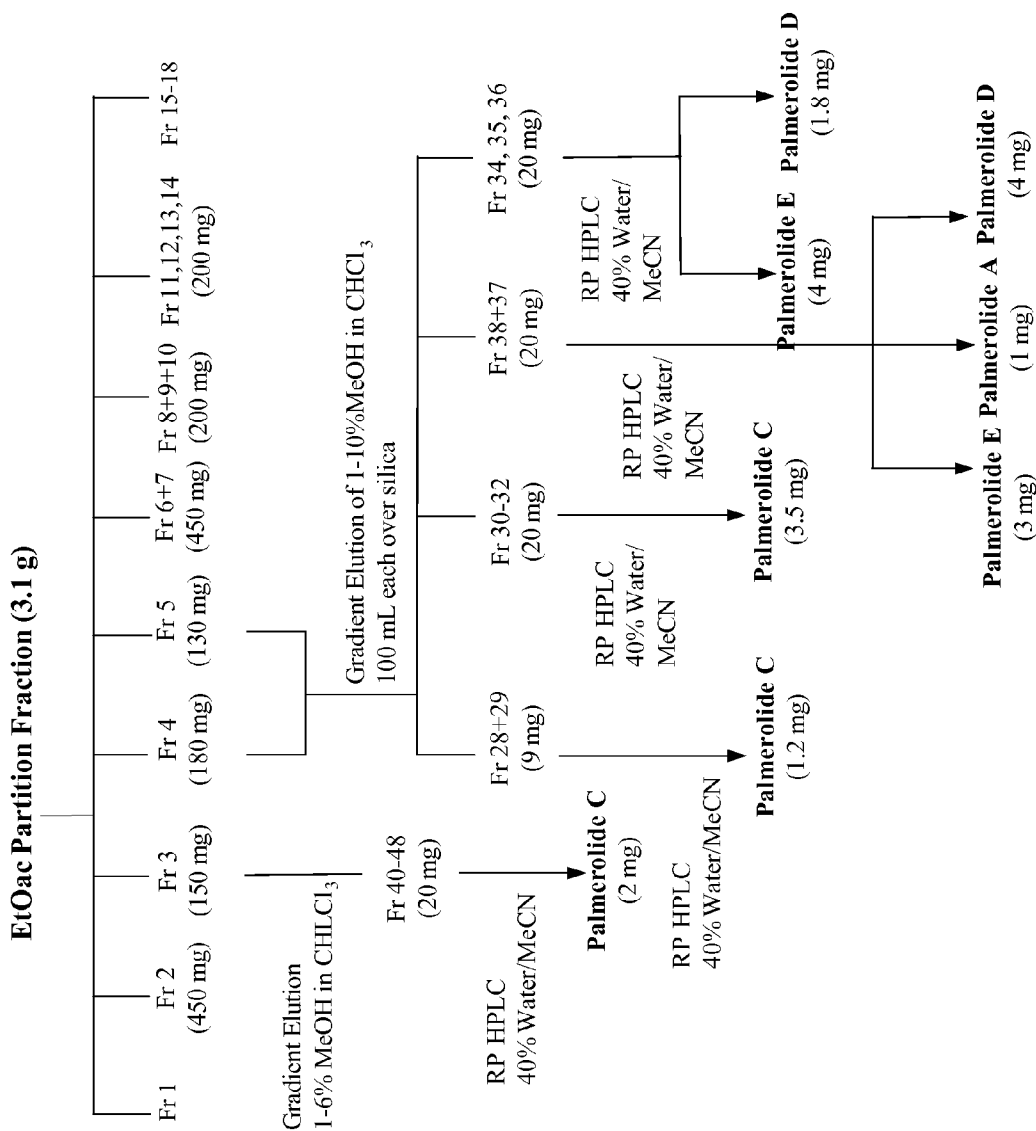 EtOac Partition Fraction (3.1 g)
Fr 1
Fr 2
(450 mg)
Fr 3
(150 mg)
Fr 4
(180 mg)
Fr 5
(130 mg)
Fr 6+7
(450 mg)
Fr 8+9+10
(200 mg)
Fr 11,12,13,14
(200 mg)
Fr 15-18
Gradient Elution
1-6% MeOH in CHLCl3
Gradient Elution of 1-10%MeOH in CHCl3
100 mL each over silica
Fr 40-48
(20 mg)
Fr 28+29
(9 mg)
Fr 30-32
(20 mg)
Fr 38+37
(20 mg)
Fr 34, 35, 36
(20 mg)
RP HPLC
40% Water/MeCN
Palmerolide C
(2 mg)
RP HPLC
40% Water/MeCN
Palmerolide C
(1.2 mg)
RP HPLC
40% Water/
MeCN
Palmerolide C
(3.5 mg)
RP HPLC
40% Water/
MeCN
RP HPLC
40% Water/
MeCN
Palmerolide E
(4 mg)
Palmerolide D
(1.8 mg)
Palmerolide E
(3 mg)
Palmerolide A
(1 mg)
Palmerolide D
(4 mg)